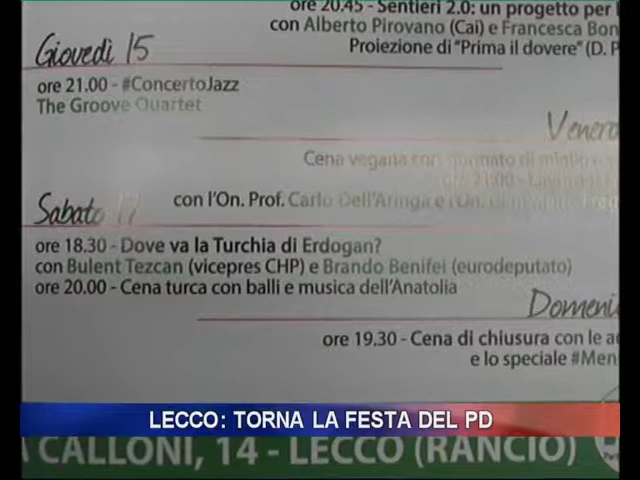 ore 20.45 - Sentieri 2.0: un progetto per
con Alberto Pirovano (Cai) e Francesca Bon
Proiezione di "Prima il dovere" (D. P
Giovedì 15
ore 21.00 - #ConcertoJazz
The Groove Quartet
Venerd
Cena vegana con
ore 21.00 -
con l'On. Prof. Carlo Dell'Aringa e l'On.
Sabato 17
ore 18.30 - Dove va la Turchia di Erdogan?
con Bulent Tezcan (vicepres CHP) e Brando Benifei (eurodeputato)
ore 20.00 - Cena turca con balli e musica dell'Anatolia
Domeni
ore 19.30 - Cena di chiusura con le a
e lo speciale #Men
LECCO: TORNA LA FESTA DEL PD
A CALLONI, 14 - LECCO (RANCIO)